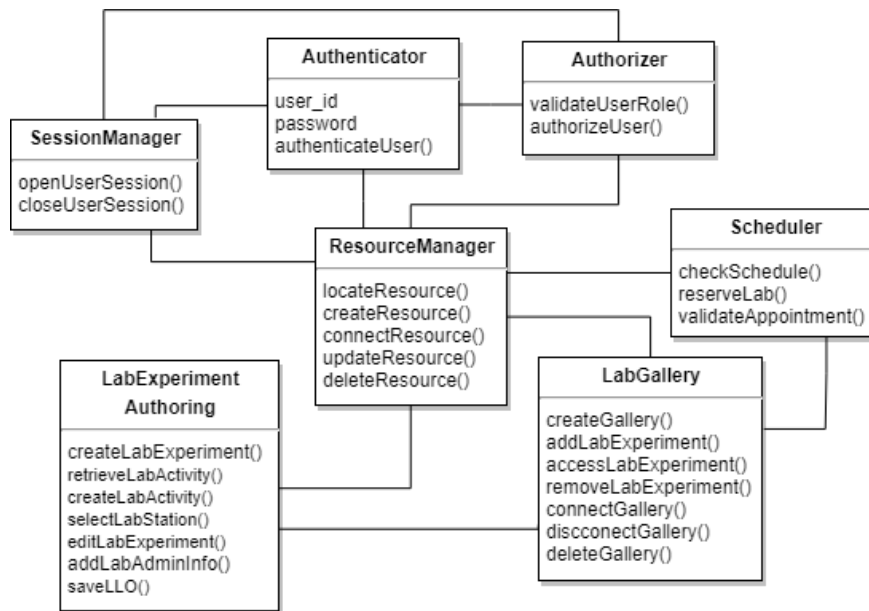 Authenticator
user_id
password
authenticateUser()
Authorizer
validateUserRole()
authorizeUser()
SessionManager
openUserSession()
closeUserSession()
ResourceManager
locateResource()
createResource()
connectResource()
updateResource()
deleteResource()
Scheduler
checkSchedule()
reserveLab()
validateAppointment()
LabExperiment
Authoring
createLabExperiment()
retrieveLabActivity()
createLabActivity()
selectLabStation()
editLabExperiment()
addLabAdminInfo()
saveLLO()
LabGallery
createGallery()
addLabExperiment()
accessLabExperiment()
removeLabExperiment()
connectGallery()
discconectGallery()
deleteGallery()